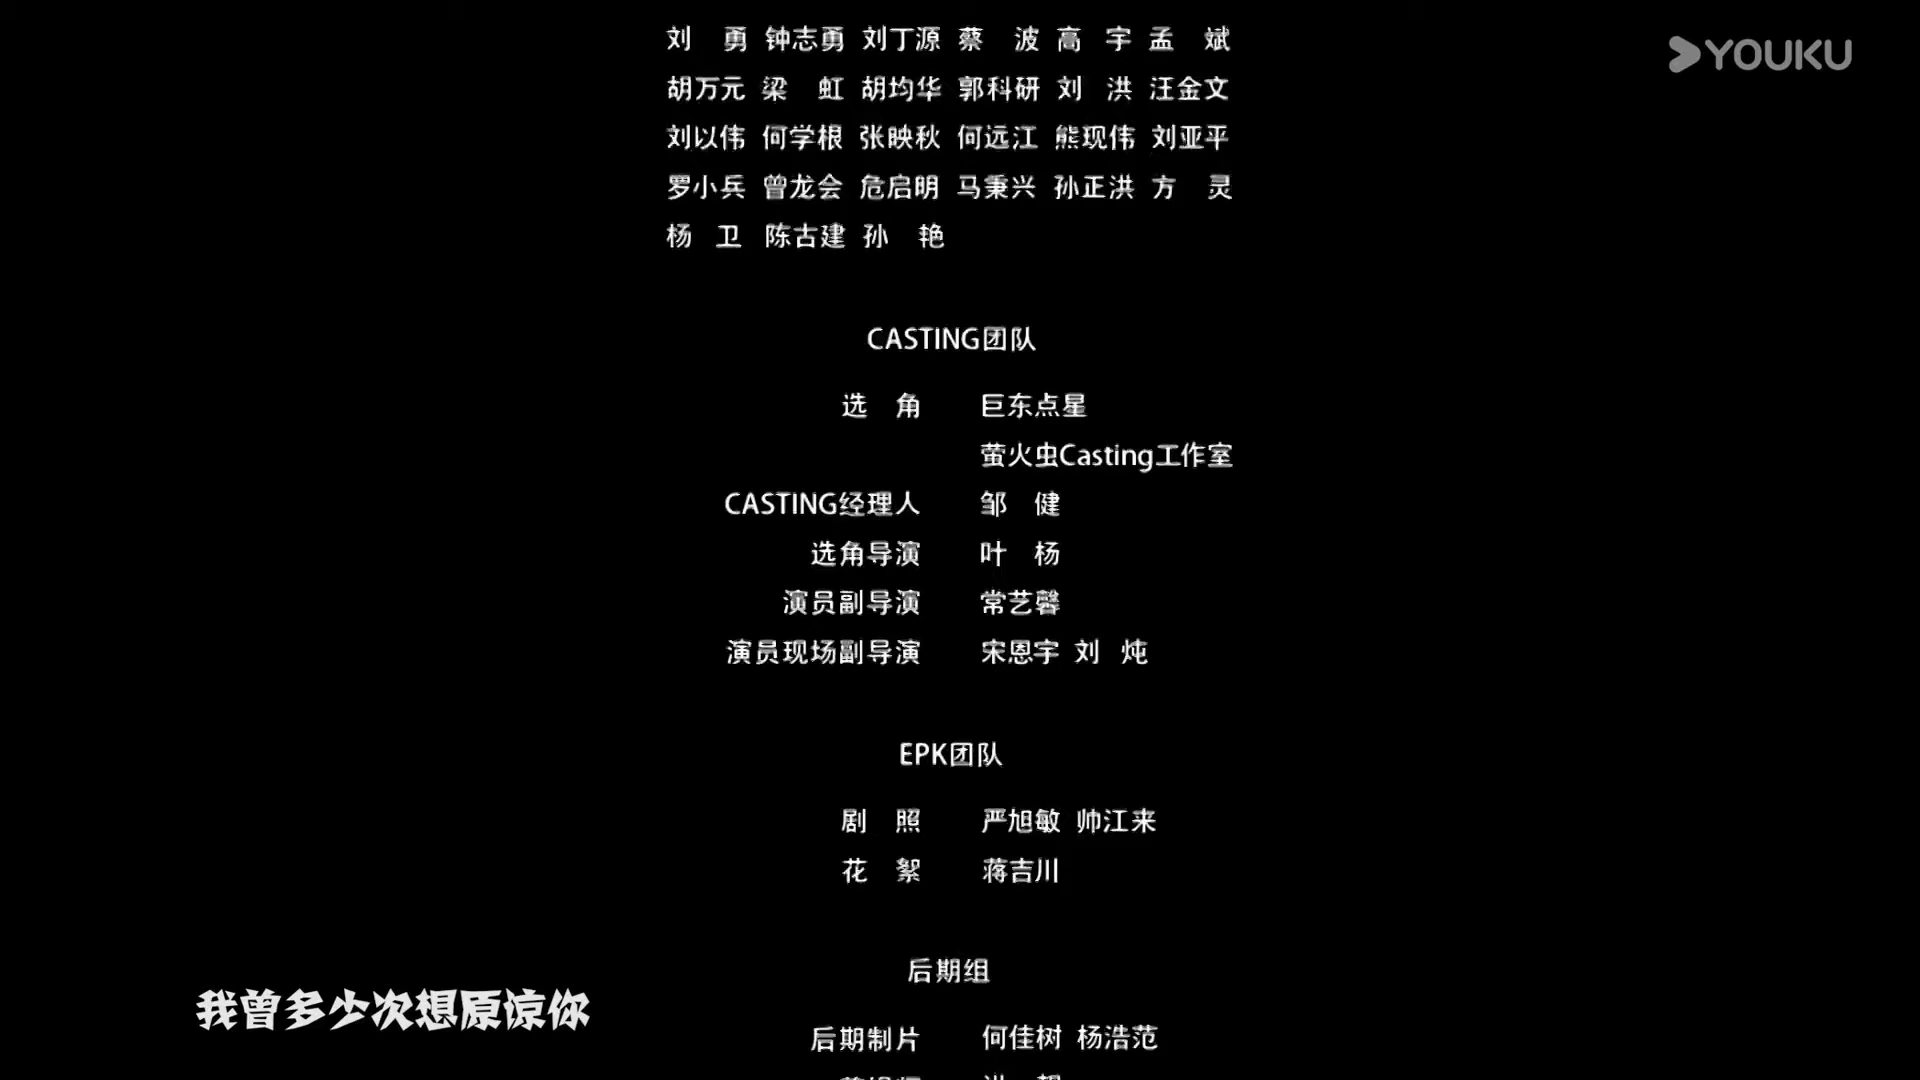 刘 勇 钟志勇 刘丁源 蔡 波 高 宇 孟 斌
YOUKU
胡万元 梁 虹 胡均华 郭科研 刘 洪 汪金文
刘以伟 何学根 张映秋 何远江 熊现伟 刘亚平
罗小兵 曾龙会 危启明 马秉兴 孙正洪 方 灵
杨 卫 陈古建 孙 艳
CASTING团队
选 角 巨东点星
萤火虫Casting工作室
CASTING经理人 邹 健
选角导演 叶 杨
演员副导演 常艺馨
演员现场副导演 宋恩宇 刘 炖
EPK团队
剧 照 严旭敏 帅江来
花 絮 蒋吉川
后期组
我曾多少次想原谅你
后期制片 何佳树 杨浩范